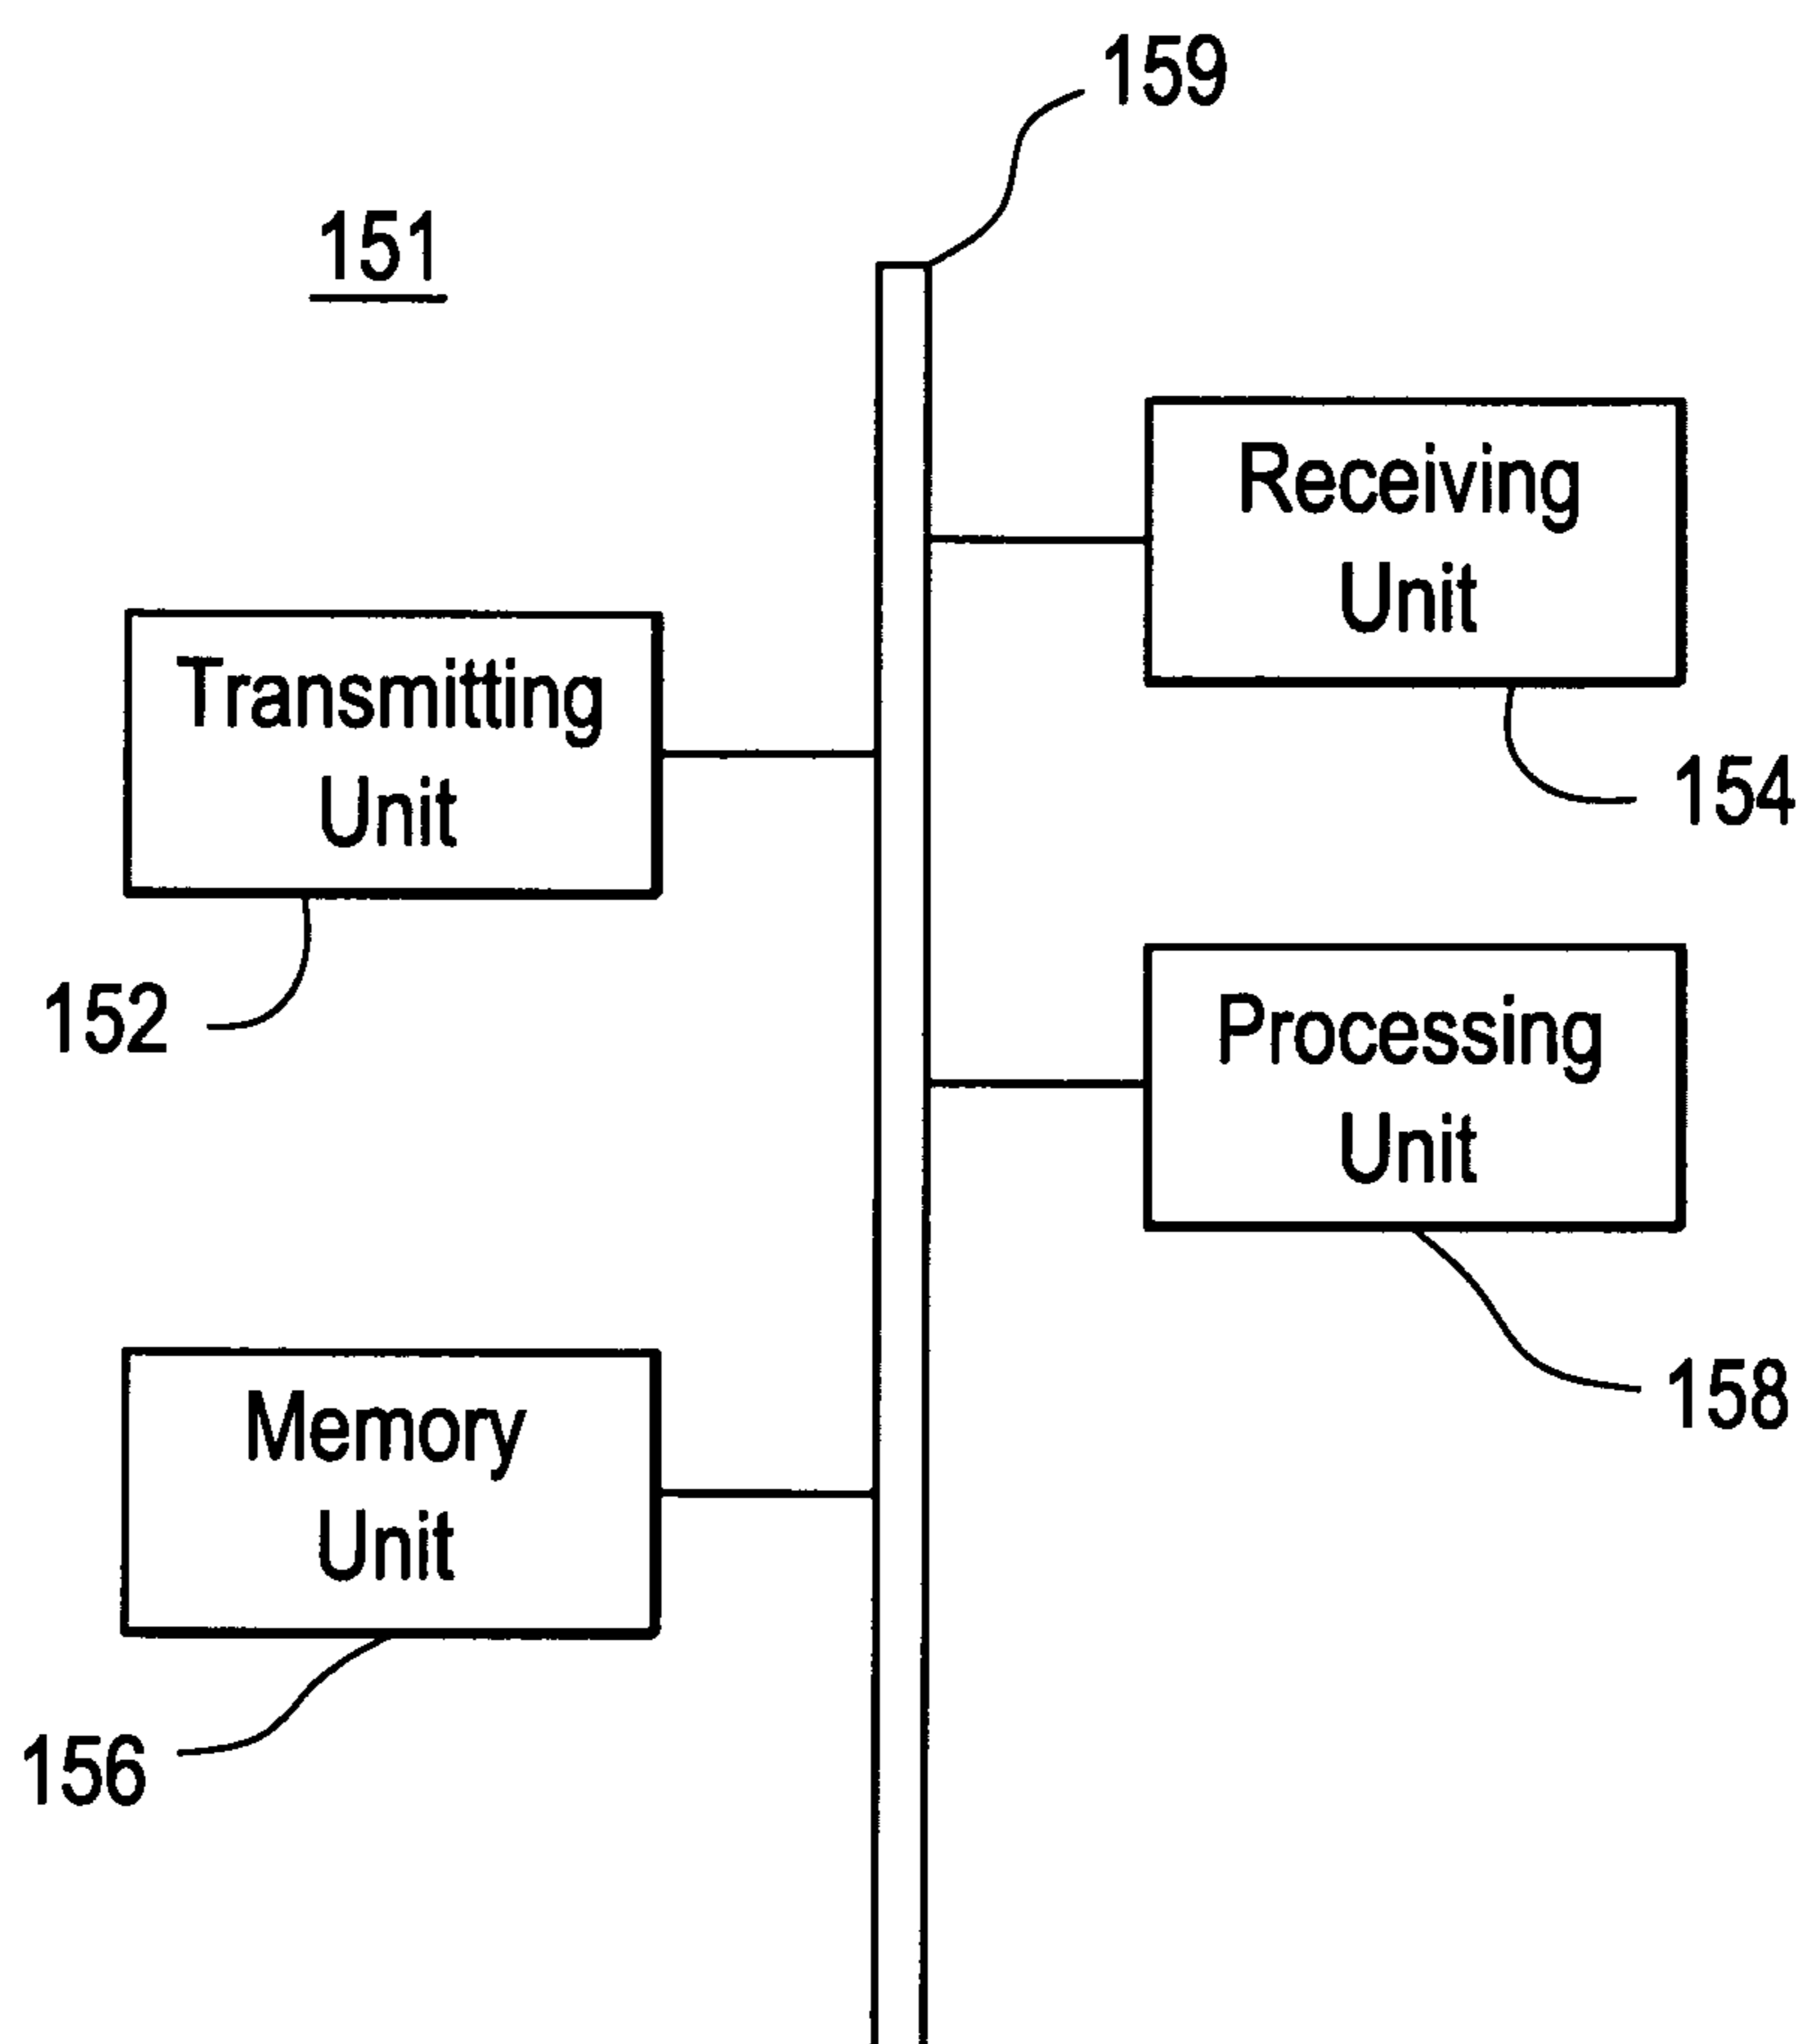 159
151
Receiving
Unit
154
Transmitting
Unit
152
Processing
Unit
158
Memory
Unit
156